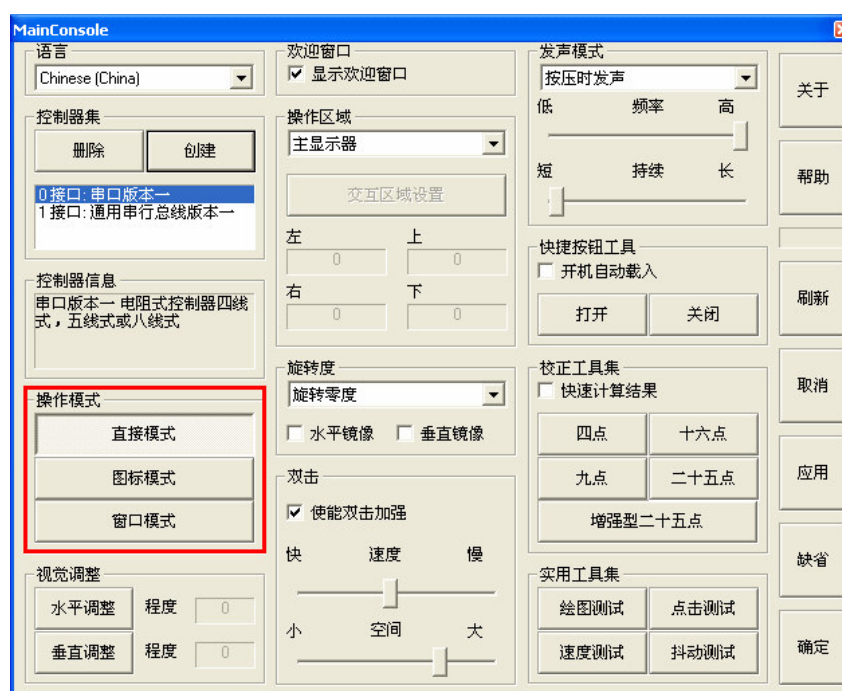 MainConsole
语言
Chinese (China)
控制器集
删除 创建
0接口: 串口版本一
1接口: 通用串行总线版本一
控制器信息
串口版本一 电阻式控制器四线
式，五线式或八线式
操作模式
直接模式
图标模式
窗口模式
视觉调整
水平调整 程度 0
垂直调整 程度 0
欢迎窗口
显示欢迎窗口
操作区域
主显示器
交互区域设置
左 上
0 0
右 下
0 0
旋转度
旋转零度
水平镜像 垂直镜像
双击
使能双击加强
快 速度 慢
小 空间 大
发声模式
按压时发声
低 频率 高
短 持续 长
快捷按钮工具
开机自动载入
打开 关闭
校正工具集
快速计算结果
四点 十六点
九点 二十五点
增强型二十五点
实用工具集
绘图测试 点击测试
速度测试 抖动测试
关于
帮助
刷新
取消
应用
缺省
确定